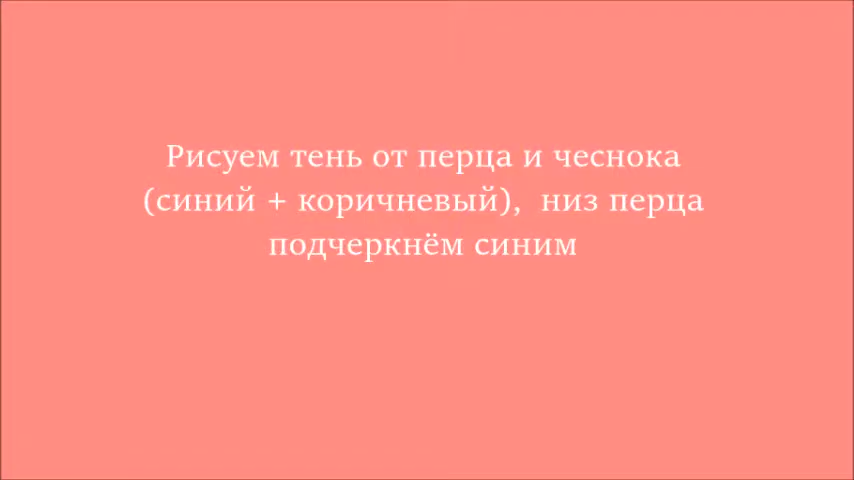 Рисуем тень от перца и чеснока
(синий + коричневый),  низ перца
подчеркнём синим